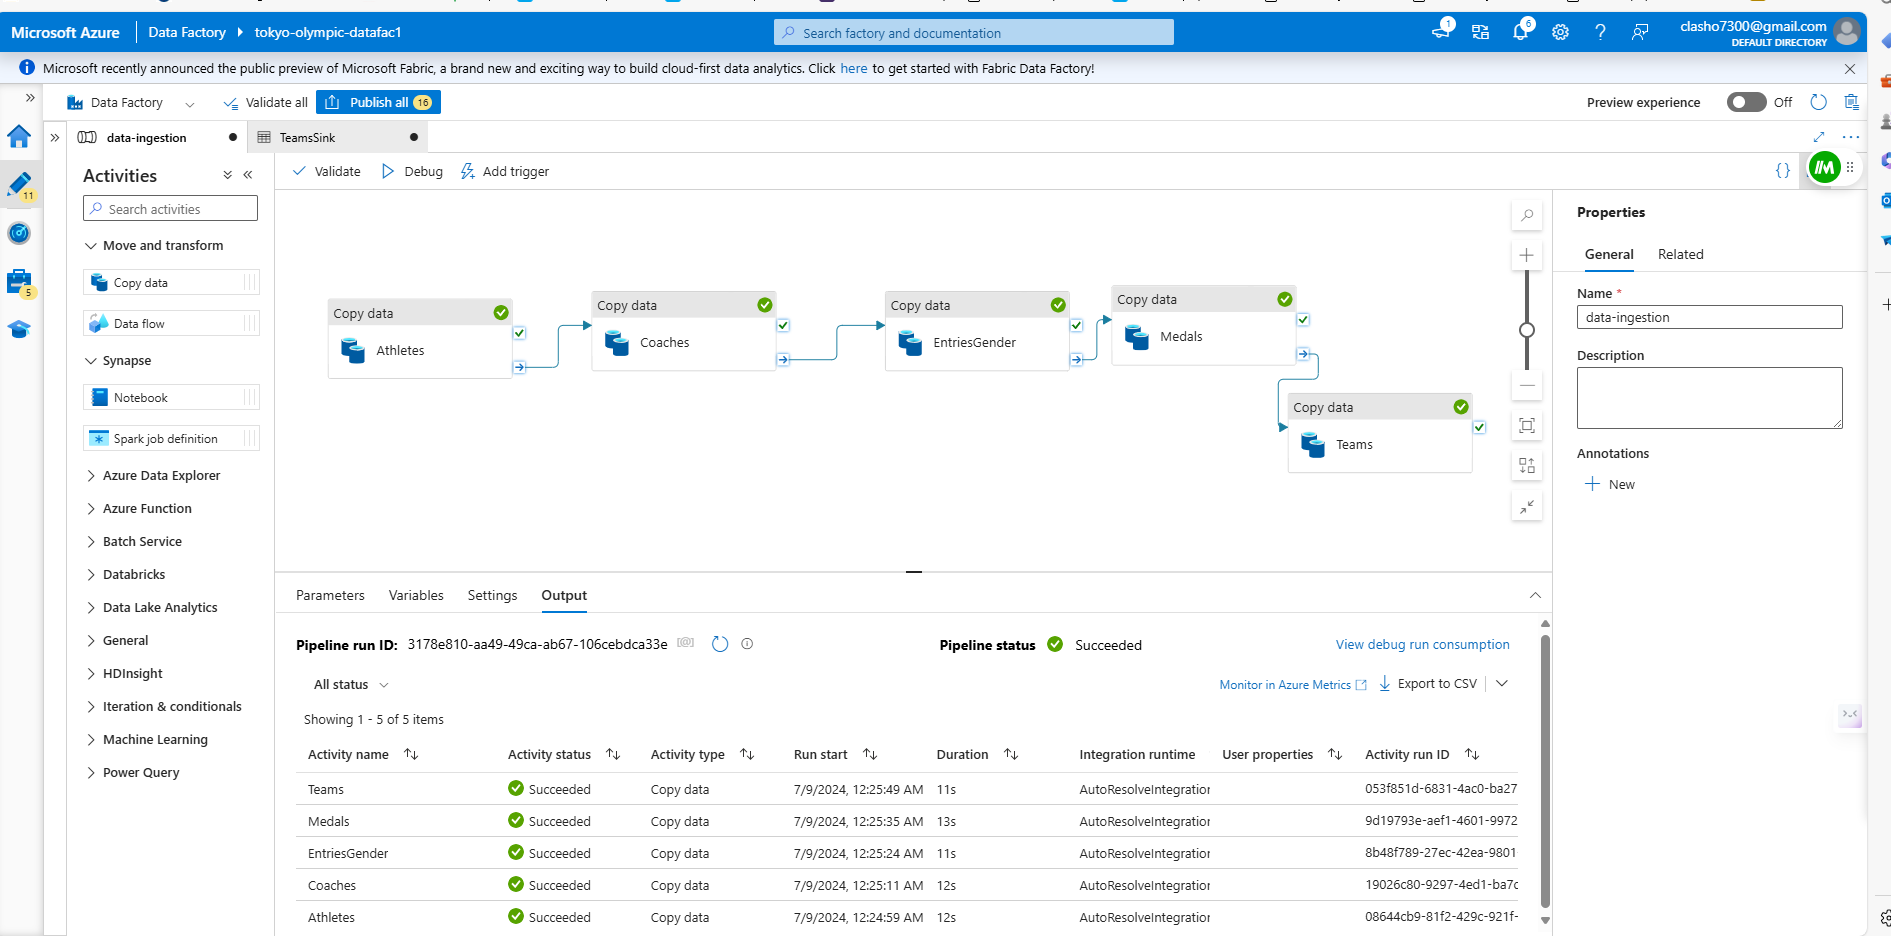 Microsoft Azure
Data Factory
tokyo-olympic-datafac1
Search factory and documentation
1
6
clasho7300@gmail.com
DEFAULT DIRECTORY
Microsoft recently announced the public preview of Microsoft Fabric, a brand new and exciting way to build cloud-first data analytics. Click here to get started with Fabric Data Factory!
Data Factory
Validate all
Publish all 16
Preview experience
Off
data-ingestion
TeamsSink
11
5
Activities
Search activities
Move and transform
Copy data
Data flow
Synapse
Notebook
Spark job definition
Azure Data Explorer
Azure Function
Batch Service
Databricks
Data Lake Analytics
General
HDInsight
Iteration & conditionals
Machine Learning
Power Query
Validate
Debug
Add trigger
{}
Copy data
Athletes
Copy data
Coaches
Copy data
EntriesGender
Copy data
Medals
Copy data
Teams
Properties
General
Related
Name *
data-ingestion
Description
Annotations
New
Parameters
Variables
Settings
Output
Pipeline run ID: 3178e810-aa49-49ca-ab67-106cebdca33e
Pipeline status Succeeded
View debug run consumption
All status
Monitor in Azure Metrics
Export to CSV
Showing 1 - 5 of 5 items
Activity name Activity status Activity type Run start Duration Integration runtime User properties Activity run ID
Teams Succeeded Copy data 7/9/2024, 12:25:49 AM 11s AutoResolveIntegration 053f851d-6831-4ac0-ba27
Medals Succeeded Copy data 7/9/2024, 12:25:35 AM 13s AutoResolveIntegration 9d19793e-aef1-4601-9972
EntriesGender Succeeded Copy data 7/9/2024, 12:25:24 AM 11s AutoResolveIntegration 8b48f789-27ec-42ea-9801-
Coaches Succeeded Copy data 7/9/2024, 12:25:11 AM 12s AutoResolveIntegration 19026c80-9297-4ed1-ba7c
Athletes Succeeded Copy data 7/9/2024, 12:24:59 AM 12s AutoResolveIntegration 08644cb9-81f2-429c-921f-